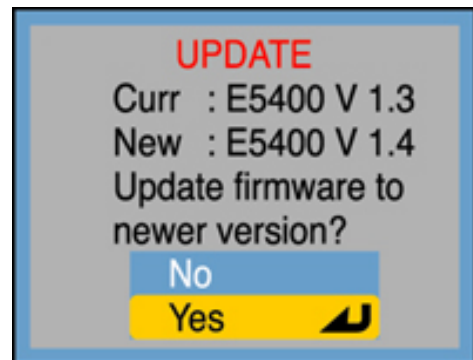 UPDATE
Curr : E5400 V 1.3
New : E5400 V 1.4
Update firmware to
newer version?
No
Yes